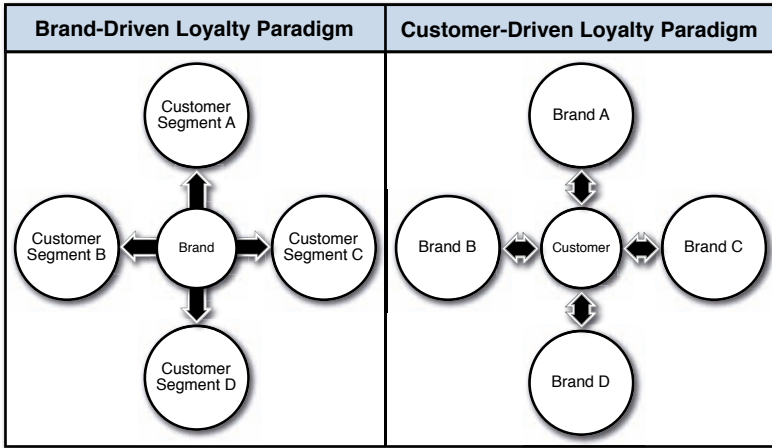 Brand-Driven Loyalty Paradigm
Customer
Segment A
Customer
Segment B
Brand
Customer
Segment C
Customer
Segment D
Customer-Driven Loyalty Paradigm
Brand A
Brand B
Customer
Brand C
Brand D